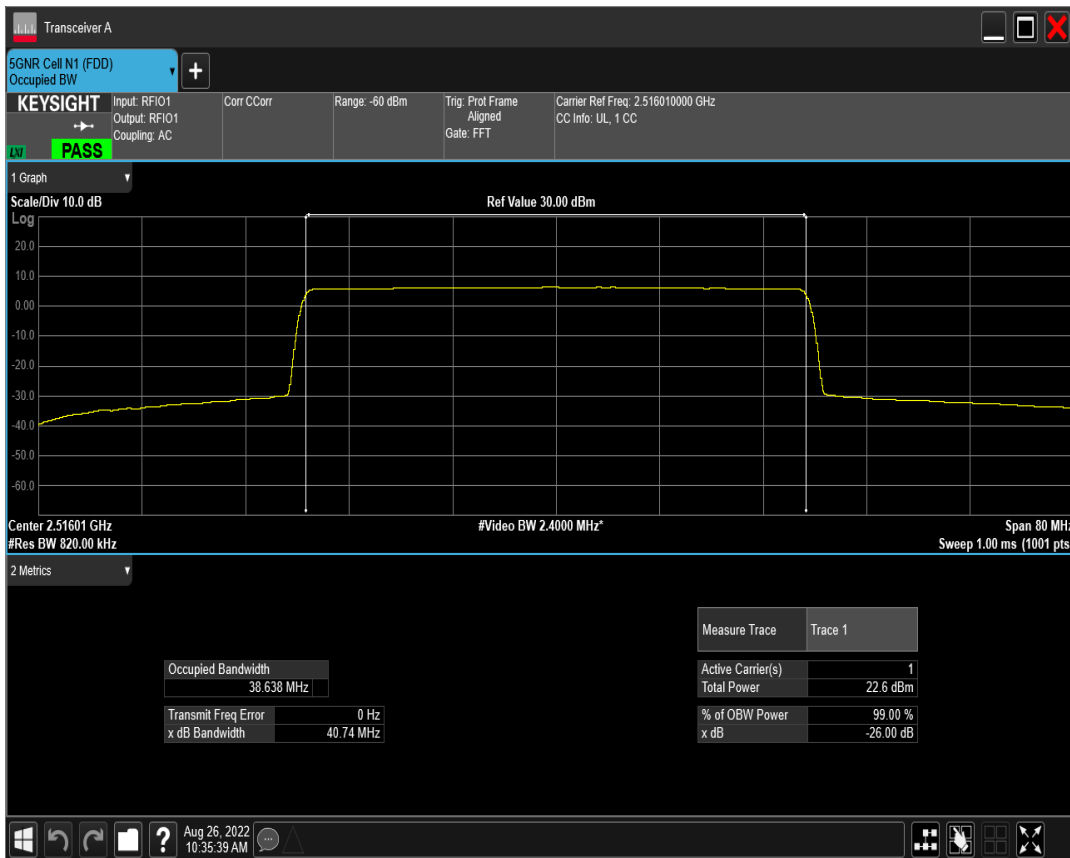 Transceiver A
5GNR Cell N1 (FDD)
Occupied BW
+
KEYSIGHT
Input: RFIO1
Output: RFIO1
Coupling: AC
Corr CCorr
Range: -60 dBm
Trig: Prot Frame
Aligned
Gate: FFT
Carrier Ref Freq: 2.516010000 GHz
CC Info: UL, 1 CC
LXI
PASS
1 Graph
Scale/Div 10.0 dB
Ref Value 30.00 dBm
Log
20.0
10.0
0.00
-10.0
-20.0
-30.0
-40.0
-50.0
-60.0
Center 2.51601 GHz
#Video BW 2.4000 MHz*
Span 80 MHz
#Res BW 820.00 kHz
Sweep 1.00 ms (1001 pts
2 Metrics
Measure Trace Trace 1
Occupied Bandwidth
38.638 MHz
Active Carrier(s) 1
Total Power 22.6 dBm
Transmit Freq Error 0 Hz
x dB Bandwidth 40.74 MHz
% of OBW Power 99.00 %
x dB -26.00 dB
?
Aug 26, 2022
10:35:39 AM